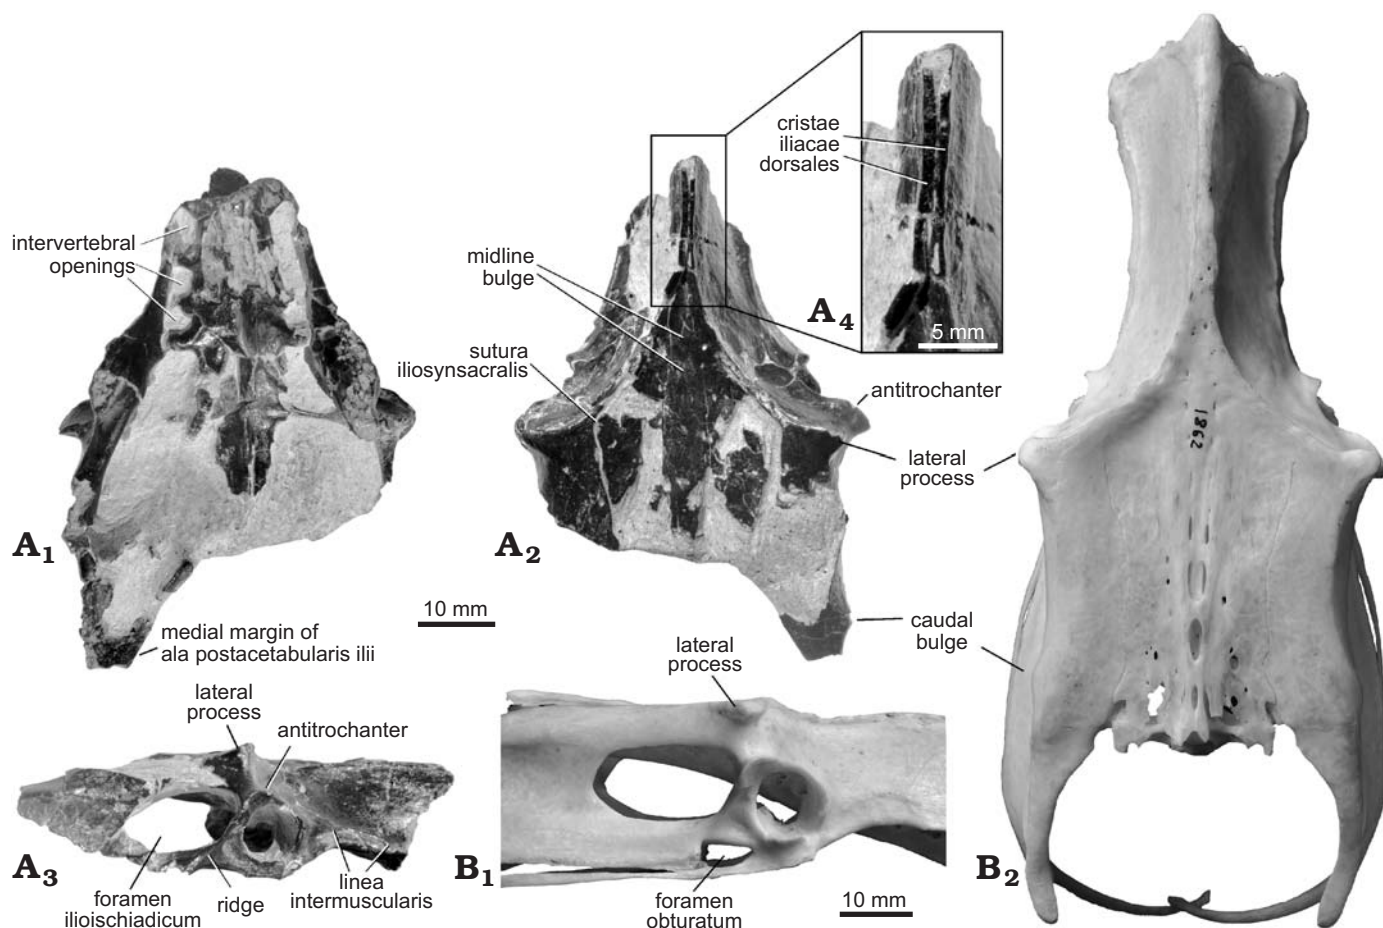 intervertebral
openings
A1
10 mm
medial margin of
ala postacetabularis ilii
midline
bulge
sutura
iliosynsacralis
A2
cristae
iliacae
dorsales
A4
5 mm
antitrochanter
lateral
process
caudal
bulge
1862
B2
lateral
process
antitrochanter
A3
foramen
ilioischiadicum
ridge
linea
intermuscularis
lateral
process
B1
foramen
obturatum
10 mm